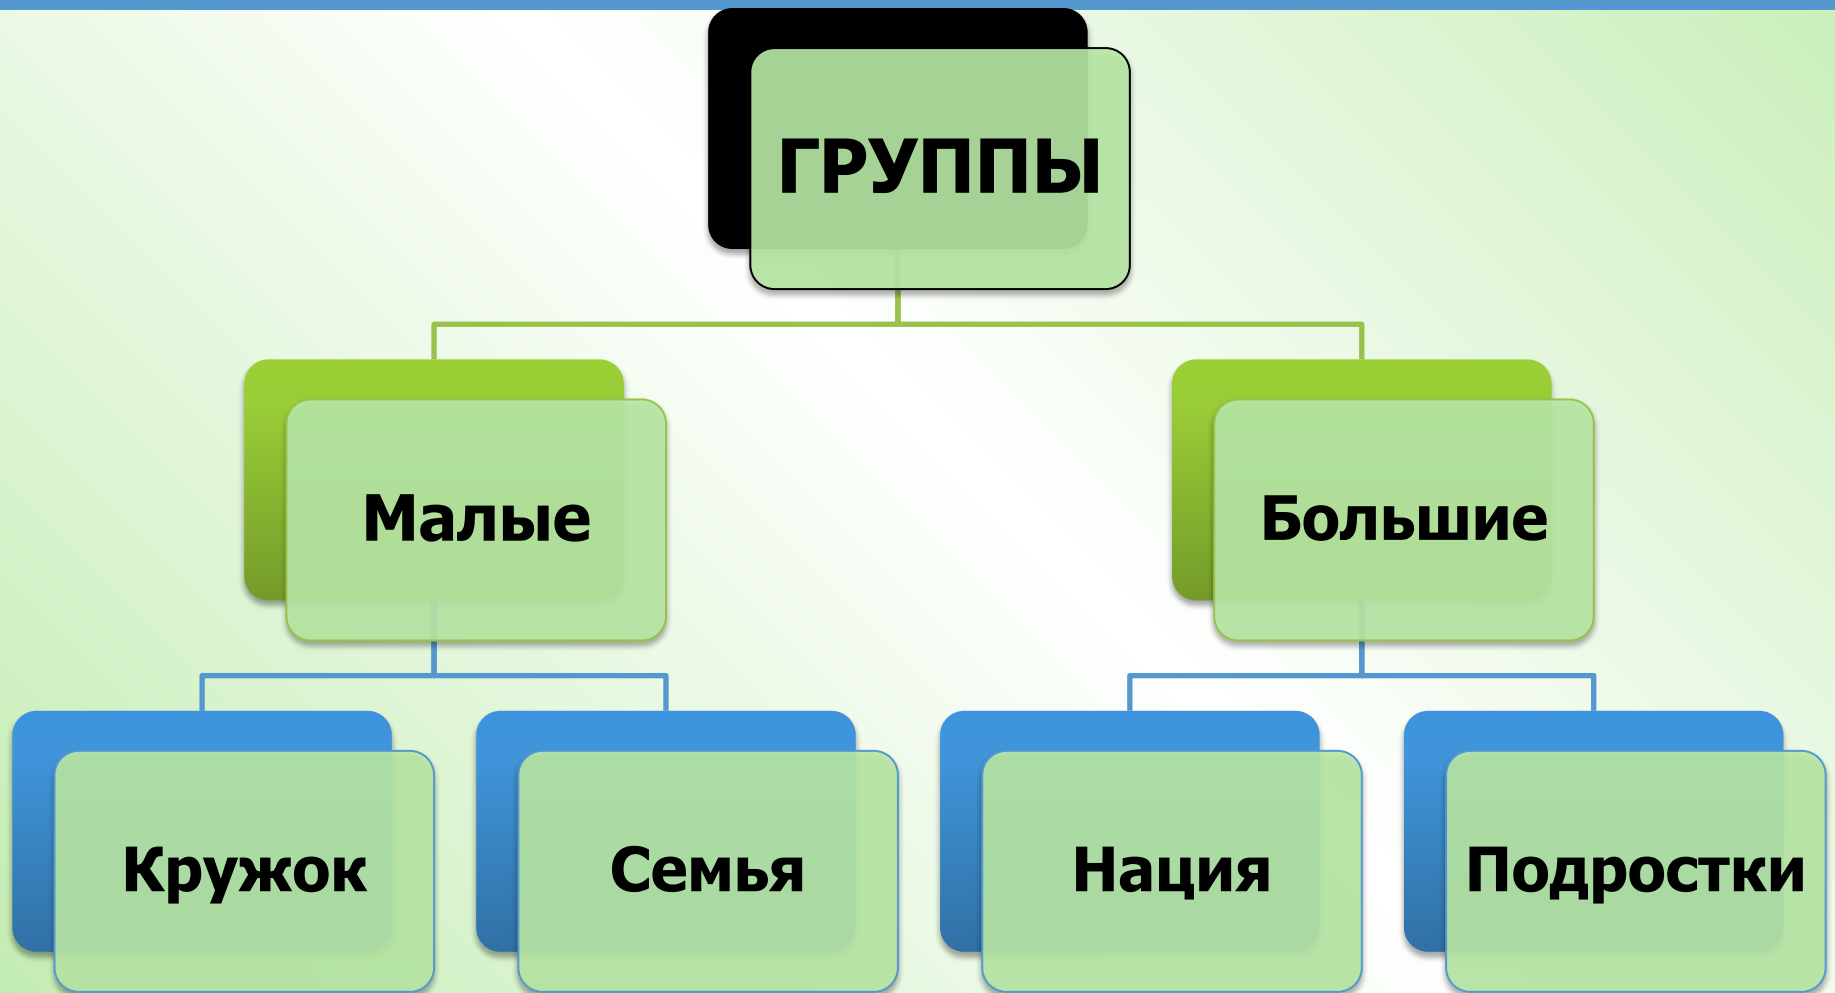 ГРУППЫ
Малые
Большие
Кружок
Семья
Нация
Подростки